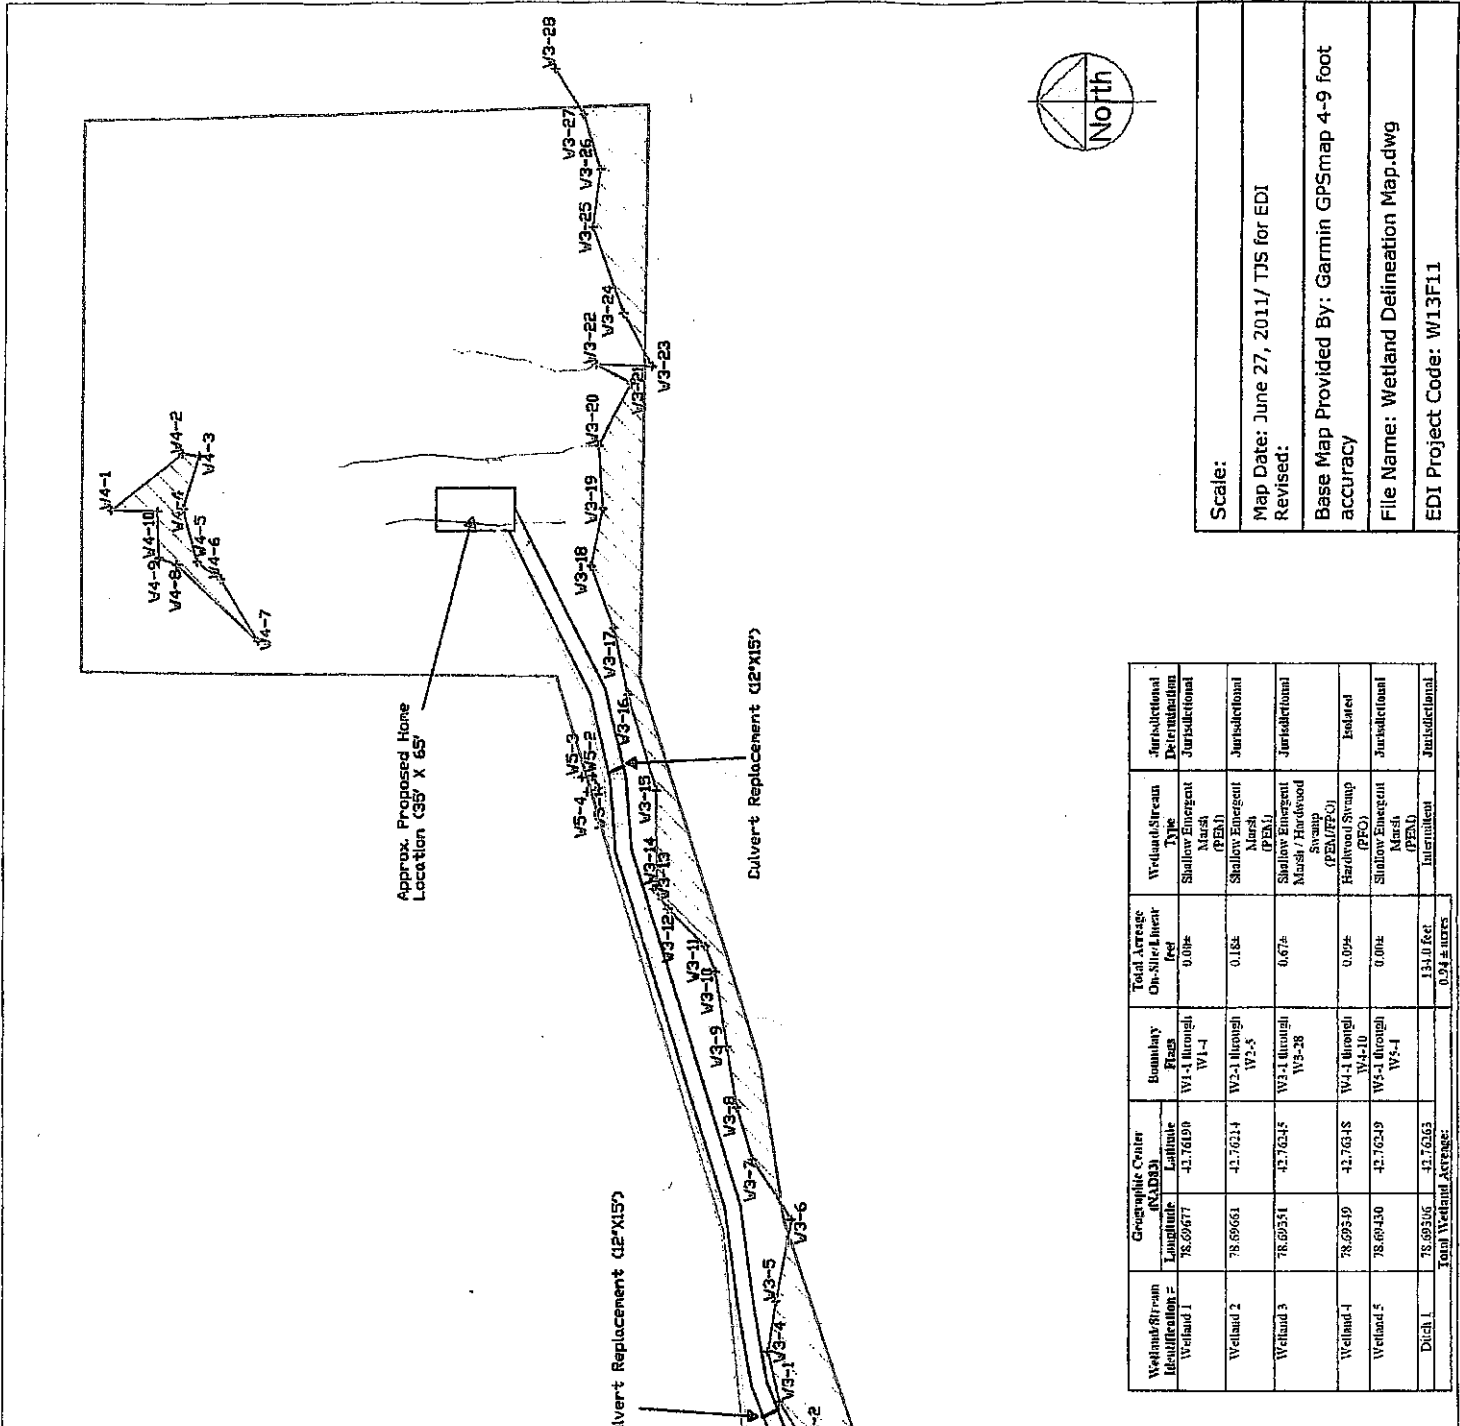 W3-28
W3-27
W3-26
W3-25
W3-24
W3-22
W3-23
W3-21
W3-20
W3-19
W3-18
W3-17
W3-16
W3-15
W3-14
W3-13
W3-12
W3-11
W3-10
W3-9
W3-8
W3-7
W3-6
W3-5
W3-4
W3-1
-2
W4-1
W4-2
W4-3
W4-10
W4-9
W4-8
W4-5
W4-6
W4-7
W5-3
W5-2
W5-4
Approx. Proposed Home
Location (35' X 65'
Culvert Replacement (12"X15')
lvert Replacement (12"X15')
North
Scale:
Map Date: June 27, 2011/ TJS for EDI
Revised:
Base Map Provided By: Garmin GPSmap 4-9 foot
accuracy
File Name: Wetland Delineation Map.dwg
EDI Project Code: W13F11
Wetland/Stream Identification # Geographic Center (NAD83) Longitude Latitude Boundary Flags Total Acreage On-Site/Linear feet Wetland/Stream Type Jurisdictional Determination
Wetland 1 78.69677 42.76190 W1-1 through W1-4 Shallow Emergent Marsh (PEM) Jurisdictional
Wetland 2 78.69661 42.76214 W2-1 through W2-5 0.18± Shallow Emergent Marsh (PEM) Jurisdictional
Wetland 3 78.69351 42.76245 W3-1 through W3-28 0.67± Shallow Emergent Marsh / Hardwood Swamp (PEM/FPO) Jurisdictional
Wetland 4 78.69349 42.76348 W4-1 through W4-10 0.09± Hardwood Swamp (PFO) Isolated
Wetland 5 78.69430 42.76249 W5-1 through W5-4 0.00± Shallow Emergent Marsh (PEM) Jurisdictional
Ditch 1 78.69306 42.76263 134.0 feet Intermittent Jurisdictional
Total Wetland Acreage: 0.94 ± acres